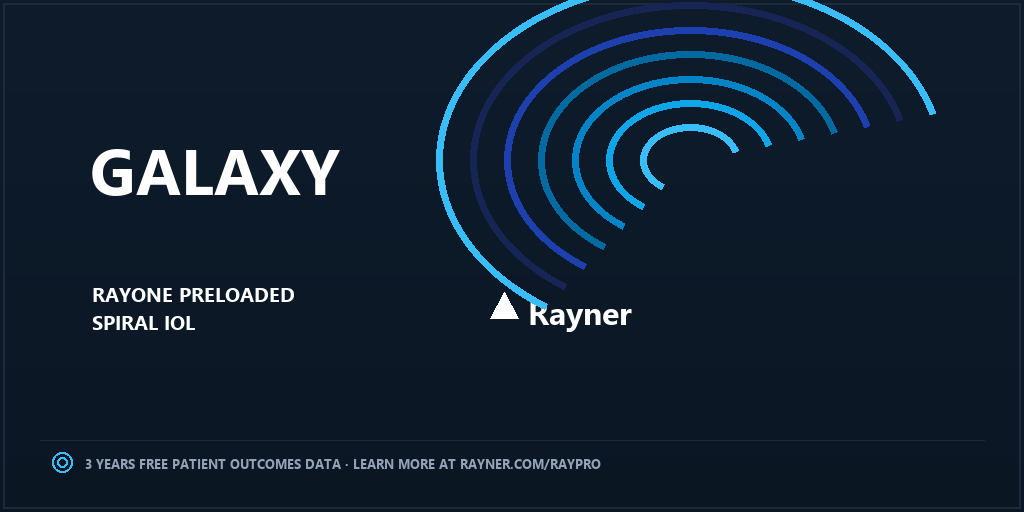 GALAXY
RAYONE PRELOADED
SPIRAL IOL
Rayner
3 YEARS FREE PATIENT OUTCOMES DATA · LEARN MORE AT RAYNER.COM/RAYPRO